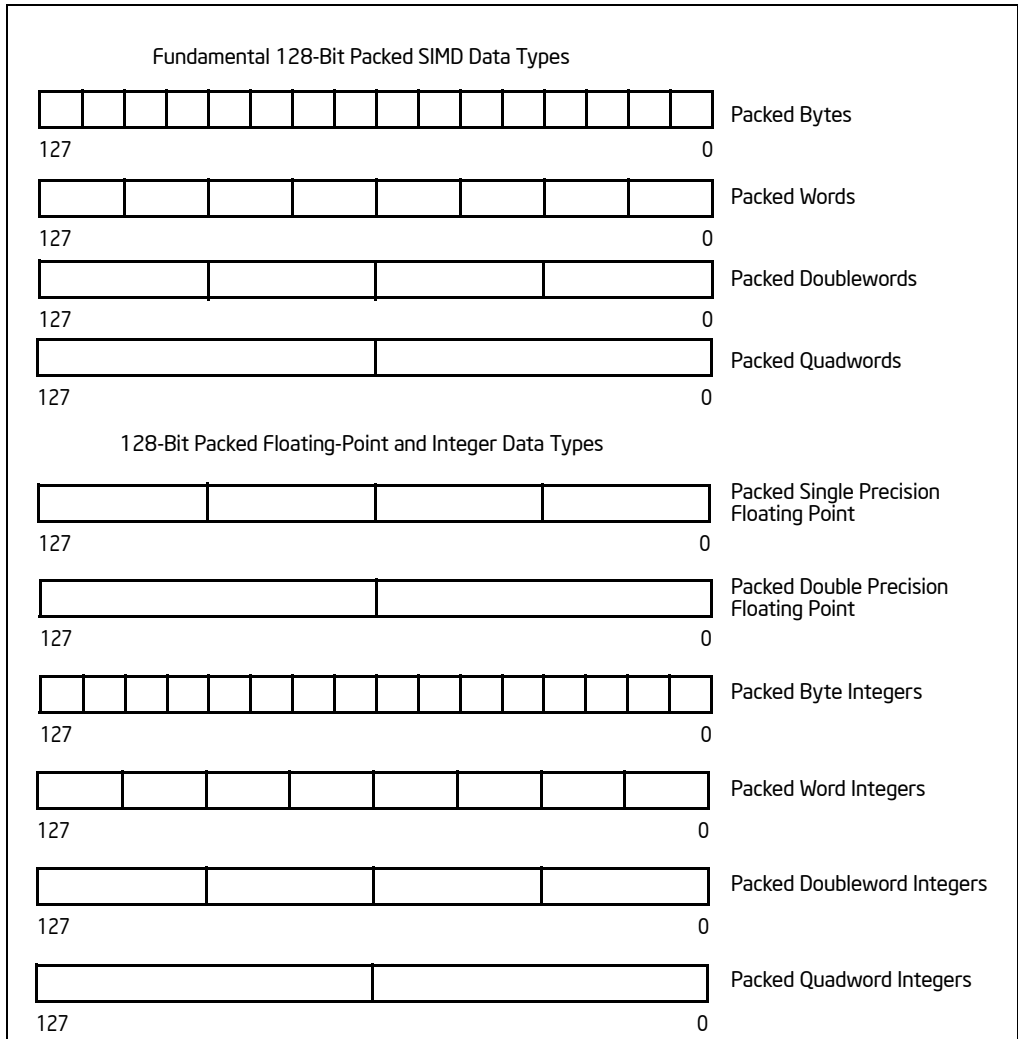 Fundamental 128-Bit Packed SIMD Data Types
Packed Bytes
127 0
Packed Words
127 0
Packed Doublewords
127 0
Packed Quadwords
127 0
128-Bit Packed Floating-Point and Integer Data Types
Packed Single Precision
Floating Point
127 0
Packed Double Precision
Floating Point
127 0
Packed Byte Integers
127 0
Packed Word Integers
127 0
Packed Doubleword Integers
127 0
Packed Quadword Integers
127 0